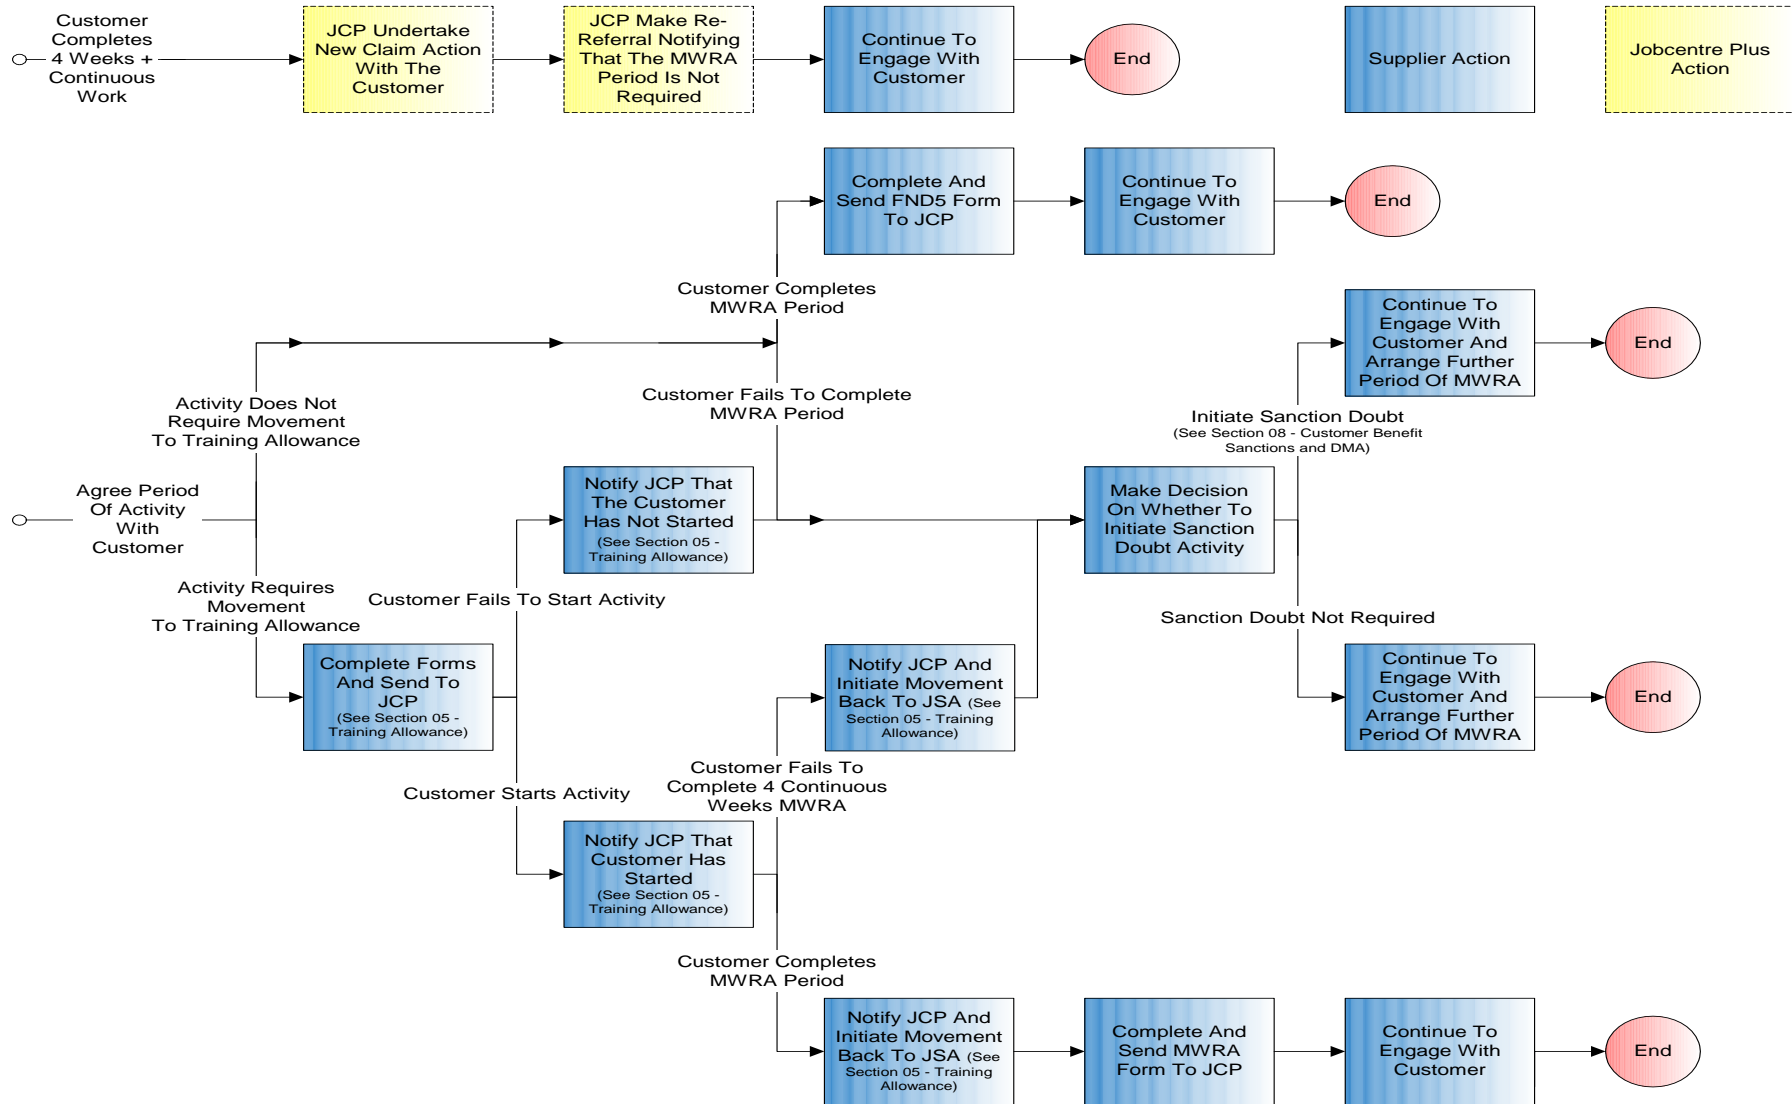 Customer
Completes
4 Weeks +
Continuous
Work
JCP Undertake
New Claim Action
With The
Customer
JCP Make Re-
Referral Notifying
That The MWRA
Period Is Not
Required
Continue To
Engage With
Customer
End
Supplier Action
Jobcentre Plus
Action
Complete And
Send FND5 Form
To JCP
Continue To
Engage With
Customer
End
Customer Completes
MWRA Period
Continue To
Engage With
Customer And
Arrange Further
Period Of MWRA
End
Activity Does Not
Require Movement
To Training Allowance
Customer Fails To Complete
MWRA Period
Initiate Sanction Doubt
(See Section 08 - Customer Benefit
Sanctions and DMA)
Agree Period
Of Activity
With
Customer
Notify JCP That
The Customer
Has Not Started
(See Section 05 -
Training Allowance)
Make Decision
On Whether To
Initiate Sanction
Doubt Activity
Activity Requires
Movement
To Training Allowance
Customer Fails To Start Activity
Sanction Doubt Not Required
Complete Forms
And Send To
JCP
(See Section 05 -
Training Allowance)
Notify JCP And
Initiate Movement
Back To JSA (See
Section 05 - Training
Allowance)
Continue To
Engage With
Customer And
Arrange Further
Period Of MWRA
End
Customer Starts Activity
Customer Fails To
Complete 4 Continuous
Weeks MWRA
Notify JCP That
Customer Has
Started
(See Section 05 -
Training Allowance)
Customer Completes
MWRA Period
Notify JCP And
Initiate Movement
Back To JSA (See
Section 05 - Training
Allowance)
Complete And
Send MWRA
Form To JCP
Continue To
Engage With
Customer
End